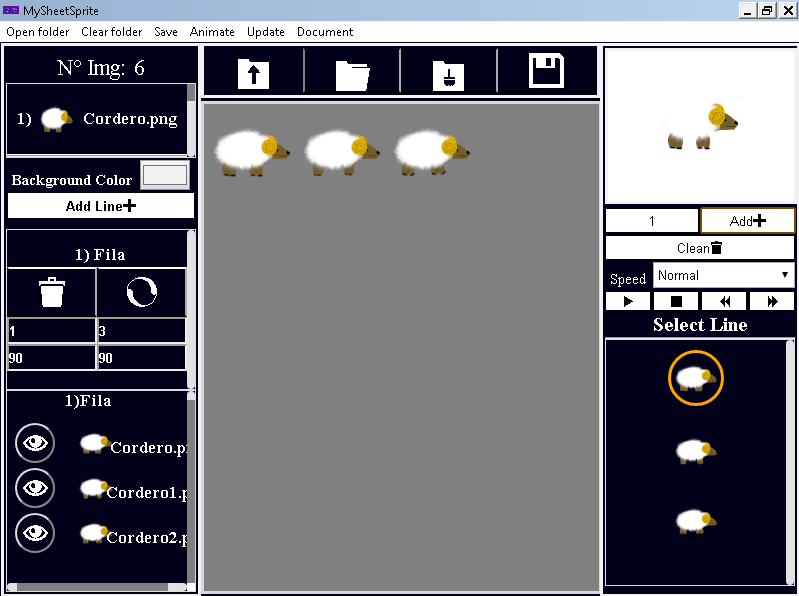 MySheetSprite
Open folder Clear folder Save Animate Update Document
N° Img: 6
1) Cordero.png
Background Color
Add Line
1) Fila
1 3
90 90
1)Fila
Cordero.p
Cordero1.p
Cordero2.p
1 Add
Clean
Speed Normal
Select Line